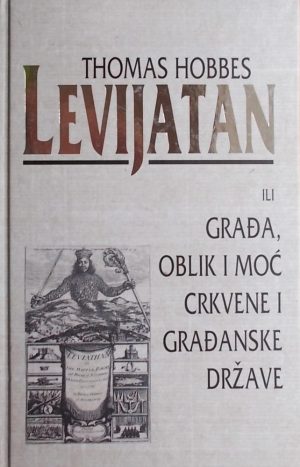 THOMAS HOBBES
LEVIJATAN
ILI
GRAĐA,
OBLIK I MOĆ
CRKVENE I
GRAĐANSKE
DRŽAVE
LEVIATHAN